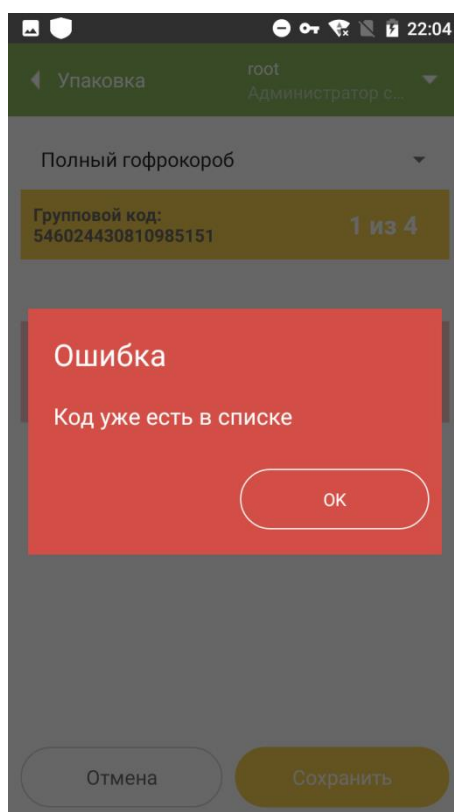 22:04
Упаковка
root
Администратор с...
Полный гофрокороб
Групповой код:
546024430810985151
1 из 4
Ошибка
Код уже есть в списке
ОК
Отмена
Сохранить